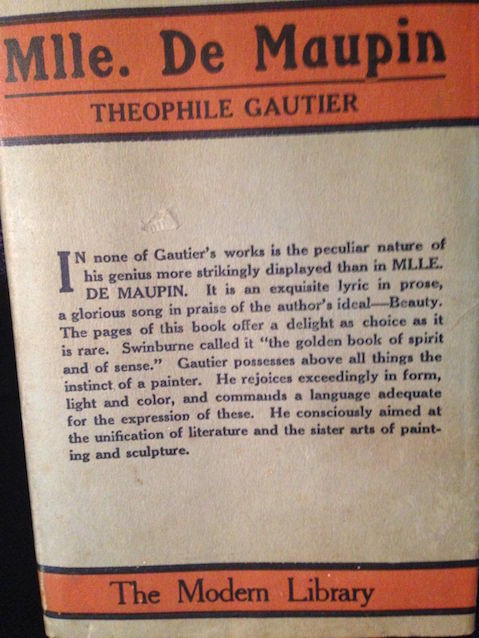 Mlle. De Maupin
THEOPHILE GAUTIER
IN none of Gautier's works is the peculiar nature of
his genius more strikingly displayed than in MLLE.
DE MAUPIN. It is an exquisite lyric in prose,
a glorious song in praise of the author's ideal—Beauty.
The pages of this book offer a delight as choice as it
is rare. Swinburne called it "the golden book of spirit
and of sense." Gautier possesses above all things the
instinct of a painter. He rejoices exceedingly in form,
light and color, and commands a language adequate
for the expression of these. He consciously aimed at
the unification of literature and the sister arts of paint-
ing and sculpture.
The Modern Library